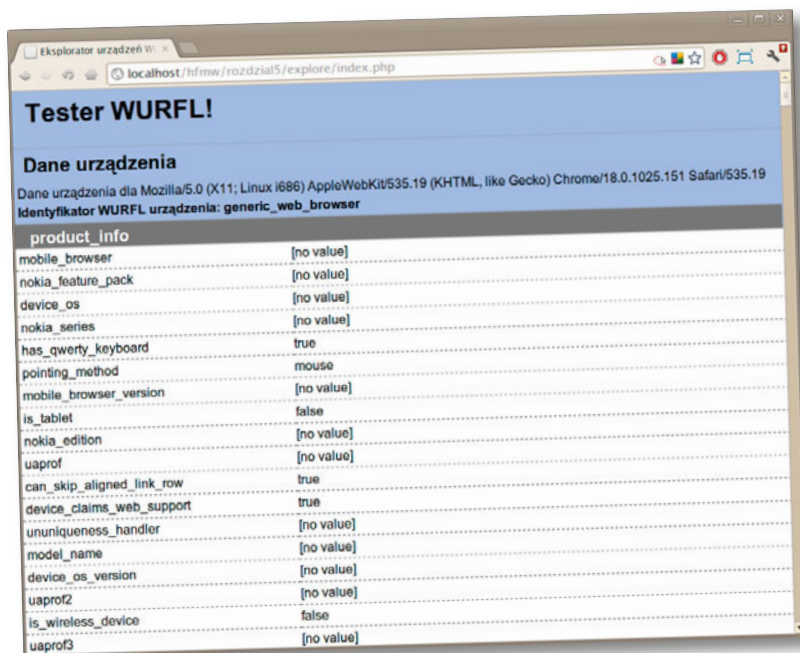 Eksplorator urządzeń Wi
localhost/hfmw/rozdzial5/explore/index.php
Tester WURFL!
Dane urządzenia
Dane urządzenia dla Mozilla/5.0 (X11; Linux i686) AppleWebKit/535.19 (KHTML, like Gecko) Chrome/18.0.1025.151 Safari/535.19
Identyfikator WURFL urządzenia: generic_web_browser
product_info
mobile_browser [no value]
nokia_feature_pack [no value]
device_os [no value]
nokia_series [no value]
has_qwerty_keyboard true
pointing_method mouse
mobile_browser_version [no value]
is_tablet false
nokia_edition [no value]
uaprof [no value]
can_skip_aligned_link_row true
device_claims_web_support true
ununiqueness_handler [no value]
model_name [no value]
device_os_version [no value]
uaprof2 [no value]
is_wireless_device false
uaprof3 [no value]